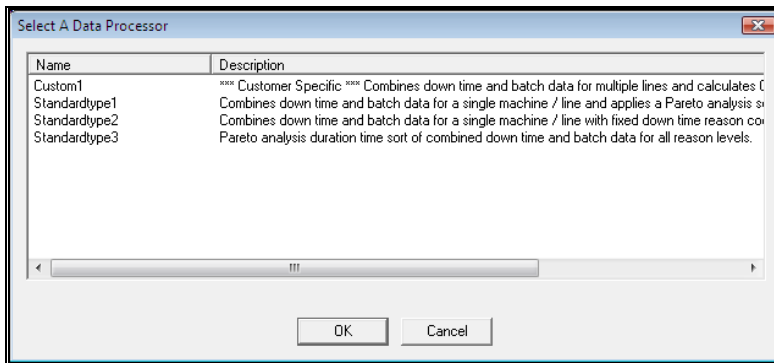 Select A Data Processor
Name Description
Custom1 *** Customer Specific *** Combines down time and batch data for multiple lines and calculates
Standardtype1 Combines down time and batch data for a single machine / line and applies a Pareto analysis
Standardtype2 Combines down time and batch data for a single machine / line with fixed down time reason
Standardtype3 Pareto analysis duration time sort of combined down time and batch data for all reason levels.
OK Cancel